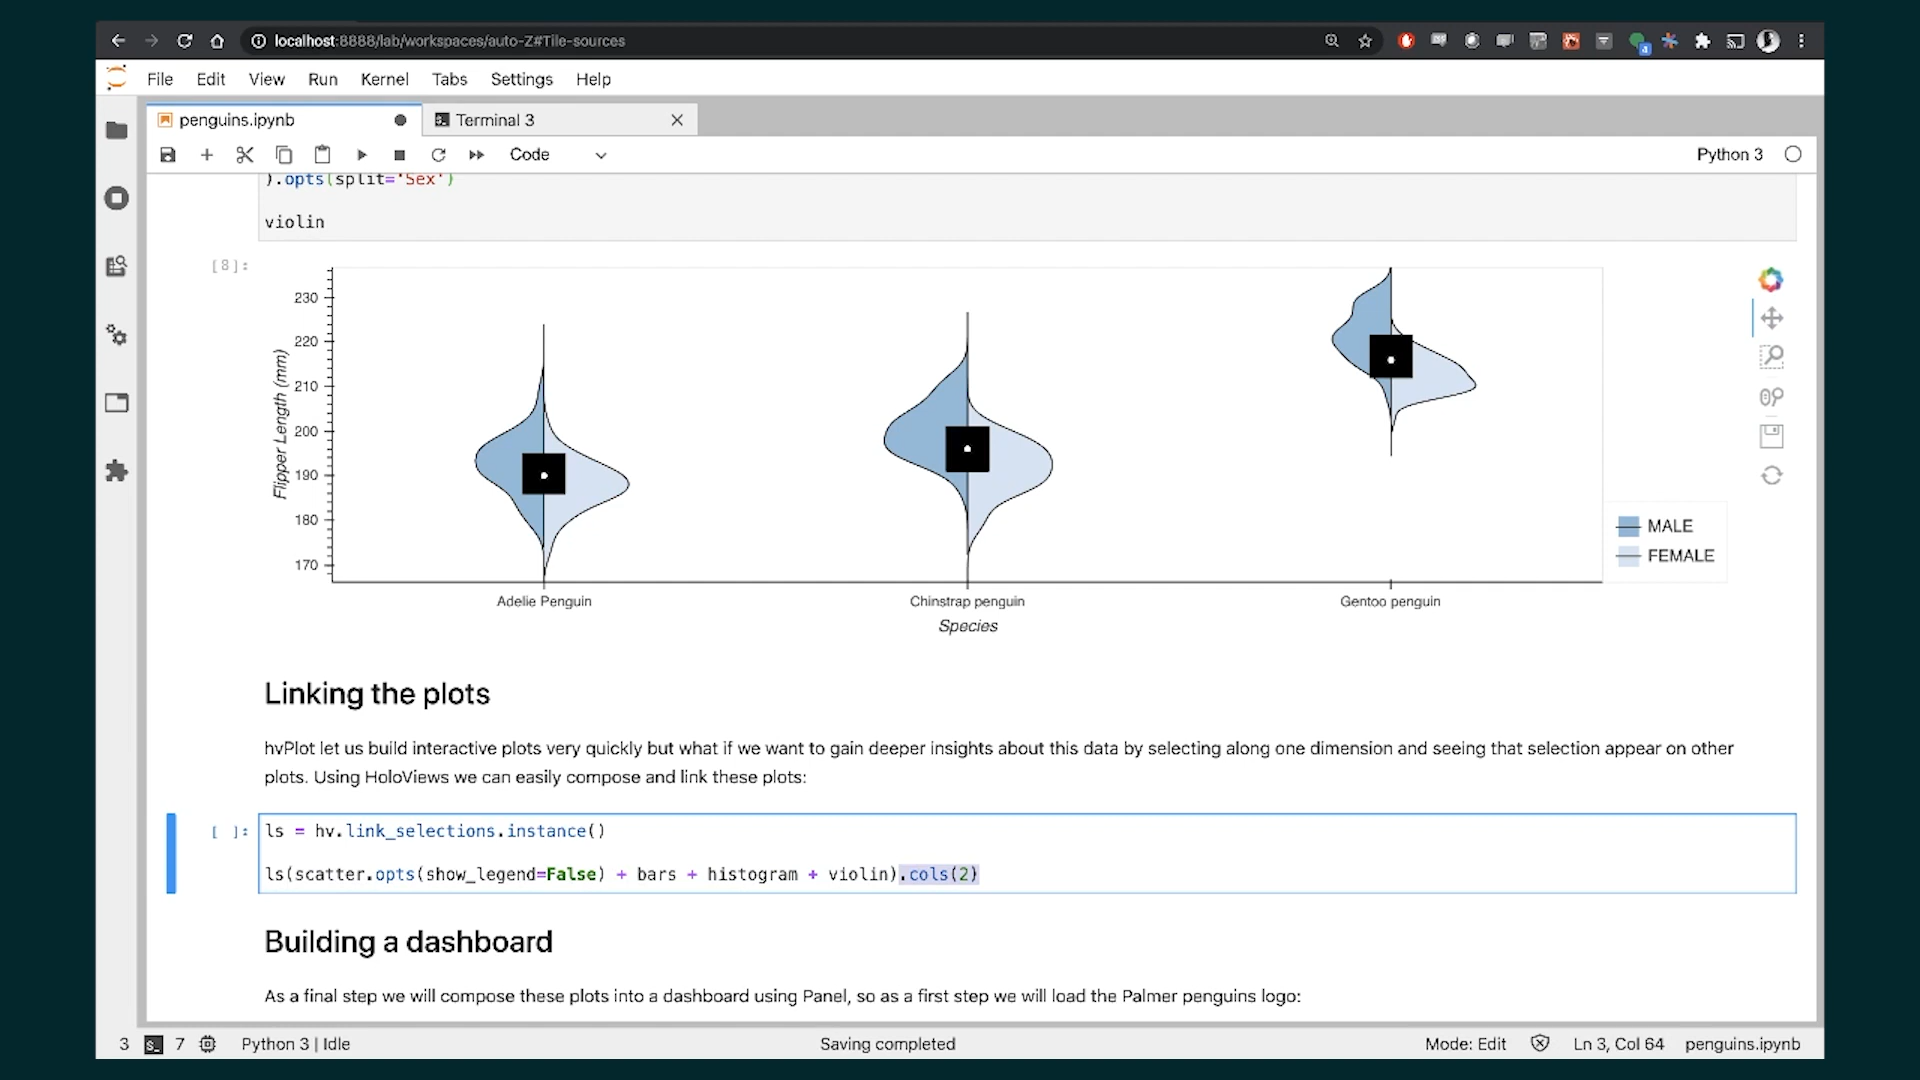 localhost:8888/lab/workspaces/auto-Z#Tile-sources
File Edit View Run Kernel Tabs Settings Help
penguins.ipynb
Terminal 3
Code
Python 3
).opts(split='Sex')
violin
[8]:
230
220
210
200
190
180
170
Flipper Length (mm)
Adelie Penguin
Chinstrap penguin
Gentoo penguin
Species
MALE
FEMALE
Linking the plots
hvPlot let us build interactive plots very quickly but what if we want to gain deeper insights about this data by selecting along one dimension and seeing that selection appear on other
plots. Using HoloViews we can easily compose and link these plots:
[ ]:
ls = hv.link_selections.instance()
ls(scatter.opts(show_legend=False) + bars + histogram + violin).cols(2)
Building a dashboard
As a final step we will compose these plots into a dashboard using Panel, so as a first step we will load the Palmer penguins logo:
3 7 Python 3 | Idle Saving completed Mode: Edit Ln 3, Col 64 penguins.ipynb